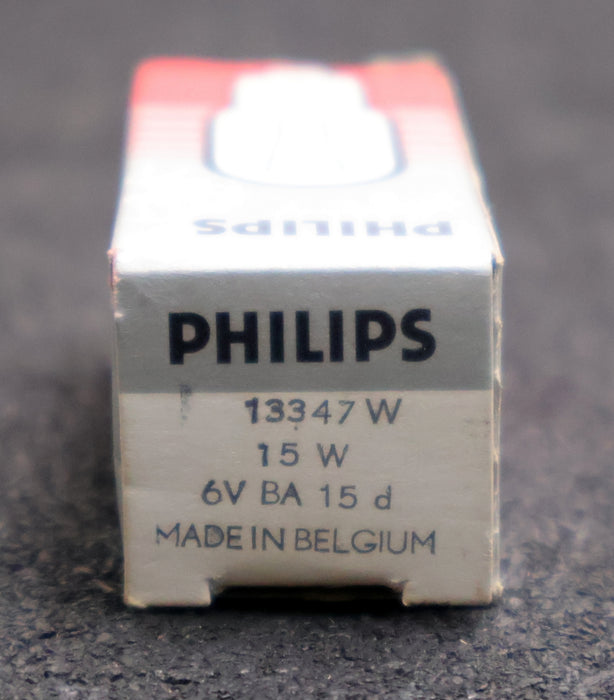 PHILIPS
PHILIPS
13347 W
15 W
6V BA 15 d
MADE IN BELGIUM